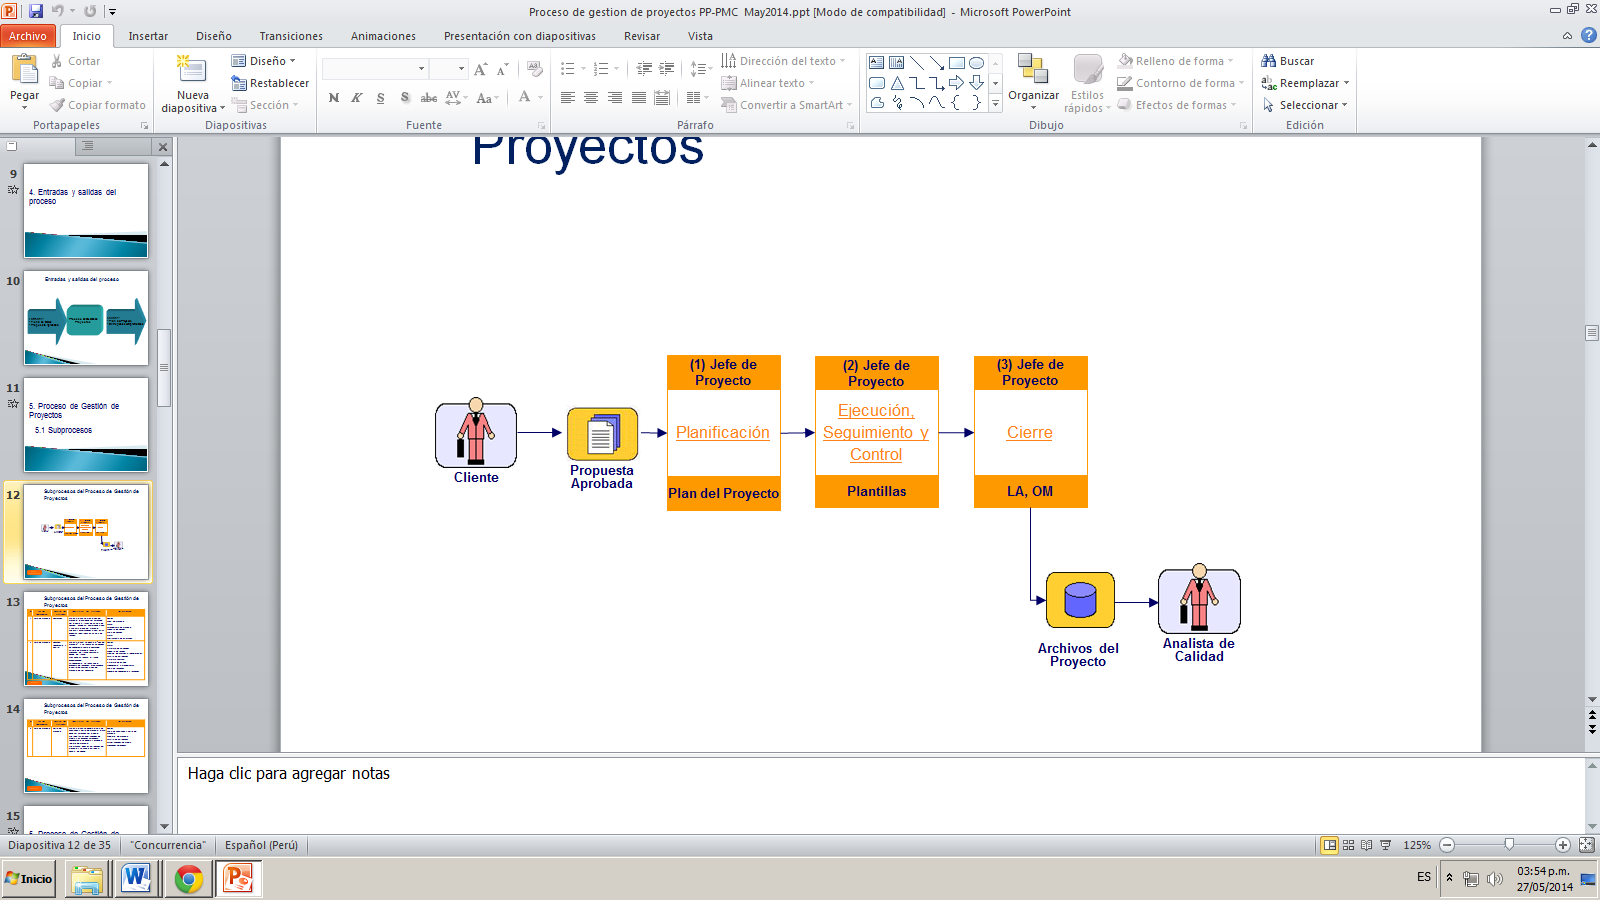 Proceso de gestion de proyectos PP-PMC May2014.ppt [Modo de compatibilidad] - Microsoft PowerPoint
Archivo Inicio Insertar Diseño Transiciones Animaciones Presentación con diapositivas Revisar Vista
Pegar
Cortar
Copiar
Copiar formato
Portapapeles
Nueva diapositiva
Diseño
Restablecer
Sección
Diapositivas
N K S S abc AV Aa A
Fuente
Dirección del texto
Alinear texto
Convertir a SmartArt
Párrafo
Organizar
Estilos rápidos
Relleno de forma
Contorno de forma
Efectos de formas
Dibujo
Buscar
Reemplazar
Seleccionar
Edición
9
4. Entradas y salidas del
proceso
10
Entradas y salidas del proceso
11
5. Proceso de Gestión de
Proyectos
5.1 Subprocesos
12
Subprocesos del Proceso de Gestión de
Proyectos
13
Subprocesos del Proceso de Gestión de
Proyectos
14
Subprocesos del Proceso de Gestión de
Proyectos
15
5. Proceso de Gestión de
Proyectos
Cliente
Propuesta
Aprobada
(1) Jefe de
Proyecto
Planificación
Plan del Proyecto
(2) Jefe de
Proyecto
Ejecución,
Seguimiento y
Control
Plantillas
(3) Jefe de
Proyecto
Cierre
LA, OM
Archivos del
Proyecto
Analista de
Calidad
Haga clic para agregar notas
Diapositiva 12 de 35 "Concurrencia" Español (Perú) 125%
Inicio ES 03:54 p.m.
27/05/2014